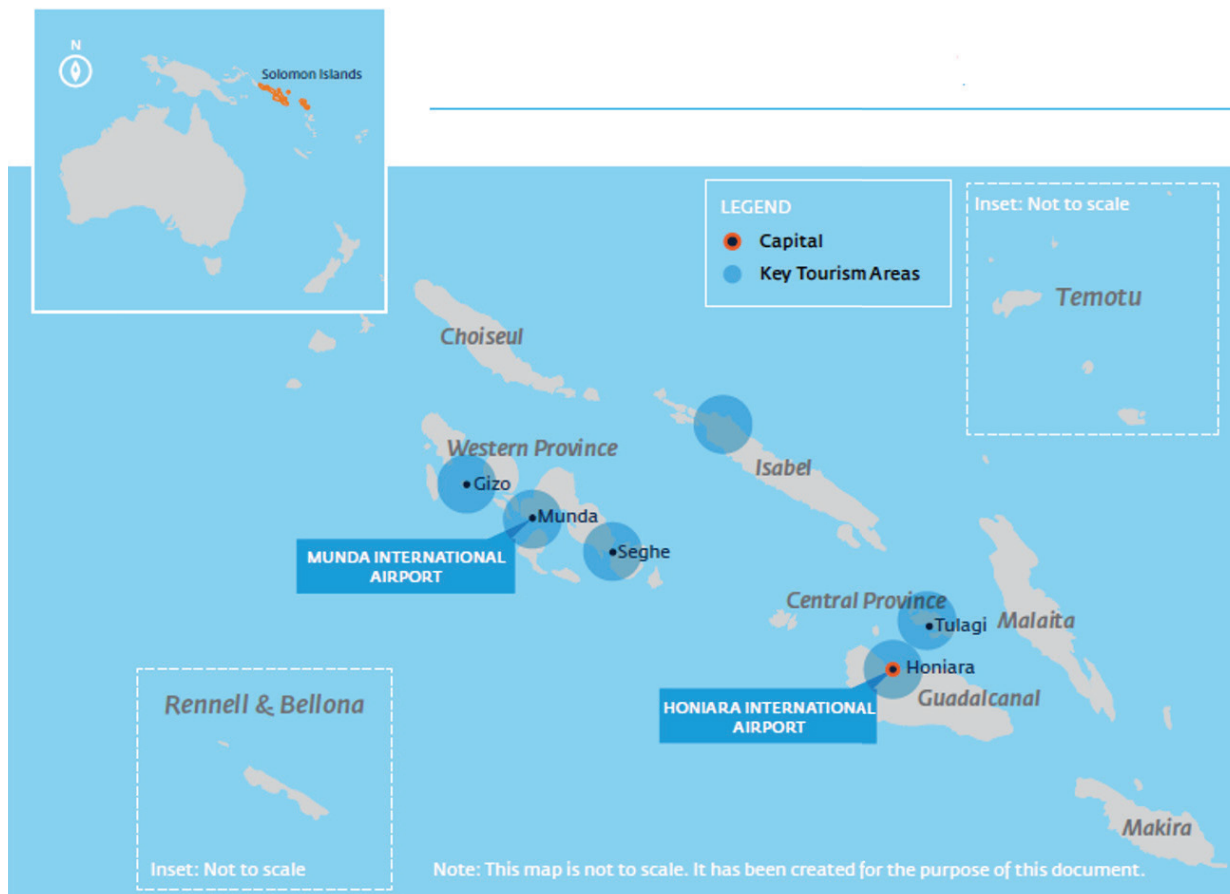 N
Solomon Islands
LEGEND
Capital
Key Tourism Areas
Inset: Not to scale
Temotu
Choiseul
Western Province
Isabel
Gizo
Munda
MUNDA INTERNATIONAL
AIRPORT
Seghe
Central Province
Tulagi
Malaita
Honiara
Guadalcanal
HONIARA INTERNATIONAL
AIRPORT
Rennell & Bellona
Inset: Not to scale
Makira
Note: This map is not to scale. It has been created for the purpose of this document.